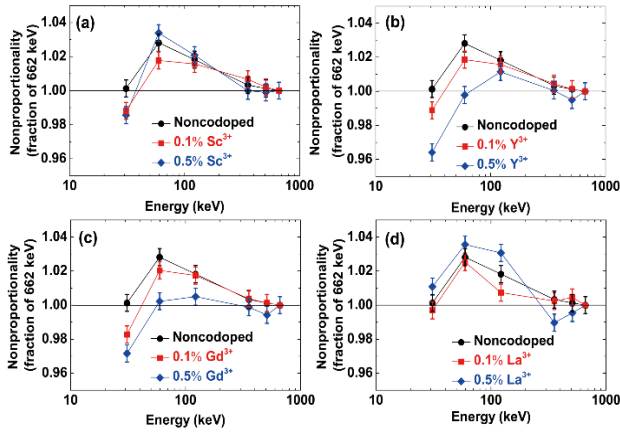 (a)
Nonproportionality
(fraction of 662 keV)
1.04
1.02
1.00
0.98
0.96
Noncodoped
0.1% Sc³⁺
0.5% Sc³⁺
10
100
1000
Energy (keV)
(b)
Nonproportionality
(fraction of 662 keV)
1.04
1.02
1.00
0.98
0.96
Noncodoped
0.1% Y³⁺
0.5% Y³⁺
10
100
1000
Energy (keV)
(c)
Nonproportionality
(fraction of 662 keV)
1.04
1.02
1.00
0.98
0.96
Noncodoped
0.1% Gd³⁺
0.5% Gd³⁺
10
100
1000
Energy (keV)
(d)
Nonproportionality
(fraction of 662 keV)
1.04
1.02
1.00
0.98
0.96
Noncodoped
0.1% La³⁺
0.5% La³⁺
10
100
1000
Energy (keV)